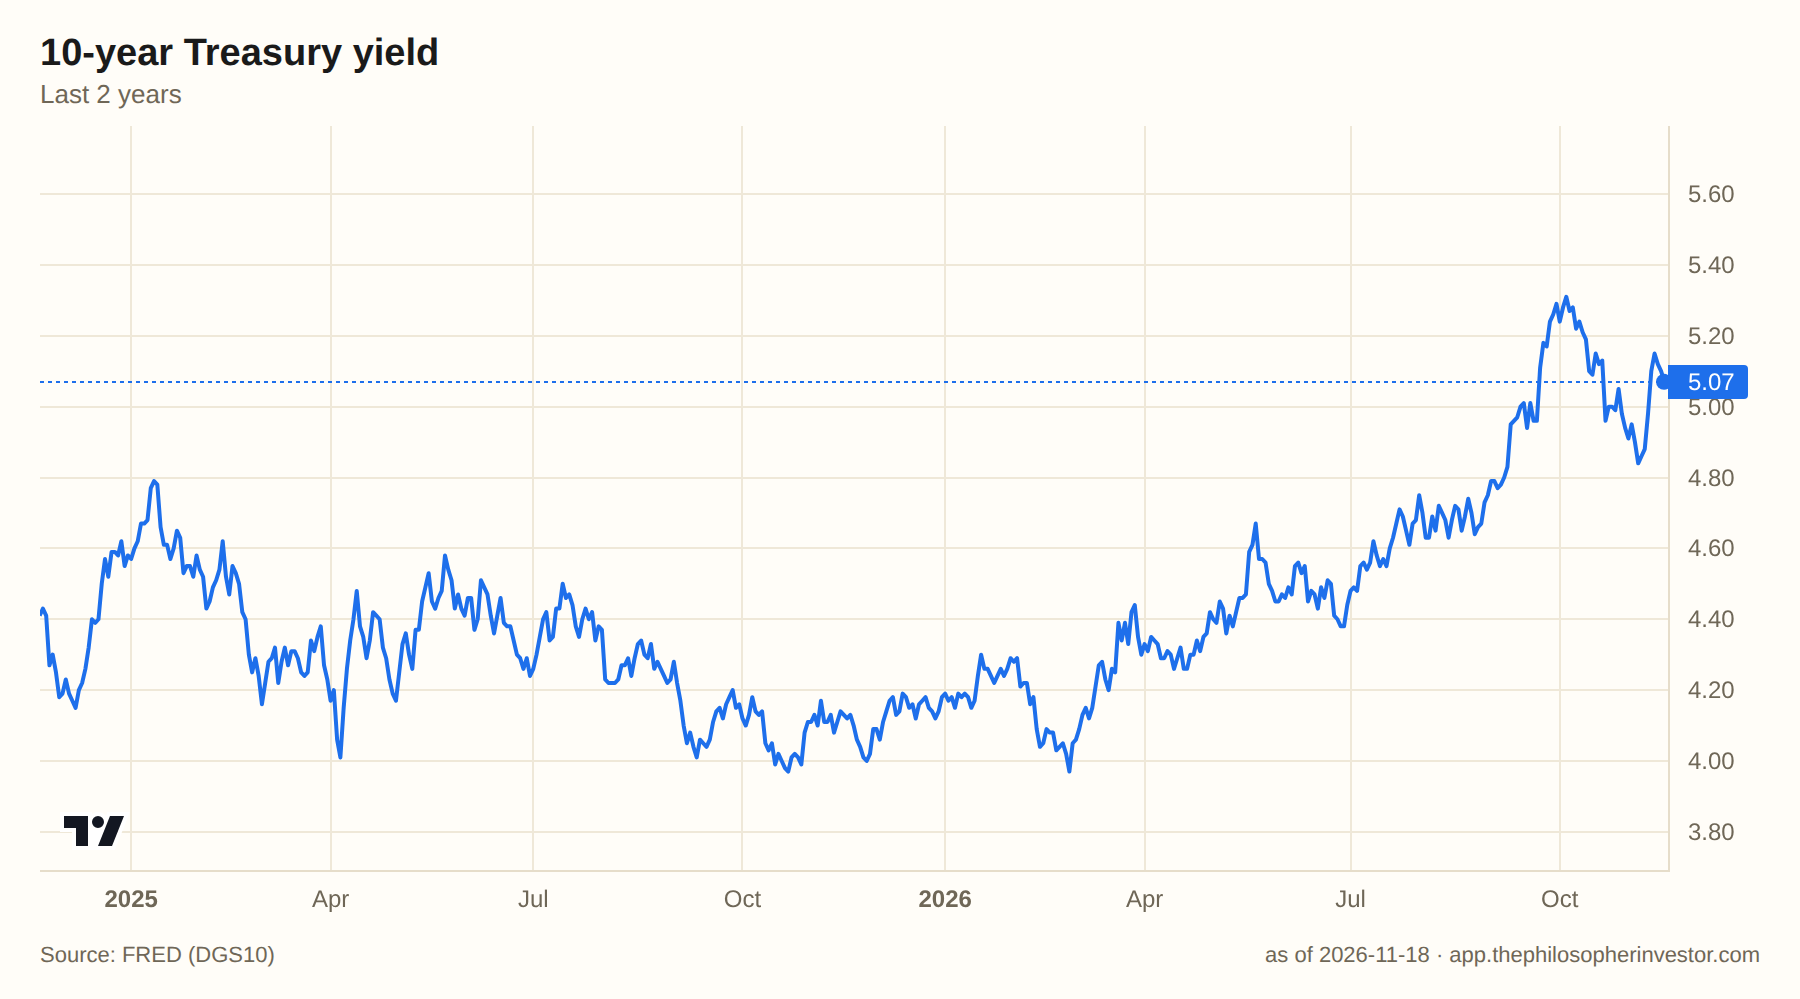 10-year Treasury yield
Last 2 years
5.60
5.40
5.20
5.07
5.00
4.80
4.60
4.40
4.20
4.00
3.80
2025 Apr Jul Oct 2026 Apr Jul Oct
Source: FRED (DGS10)
as of 2026-11-18 · app.thephilosopherinvestor.com